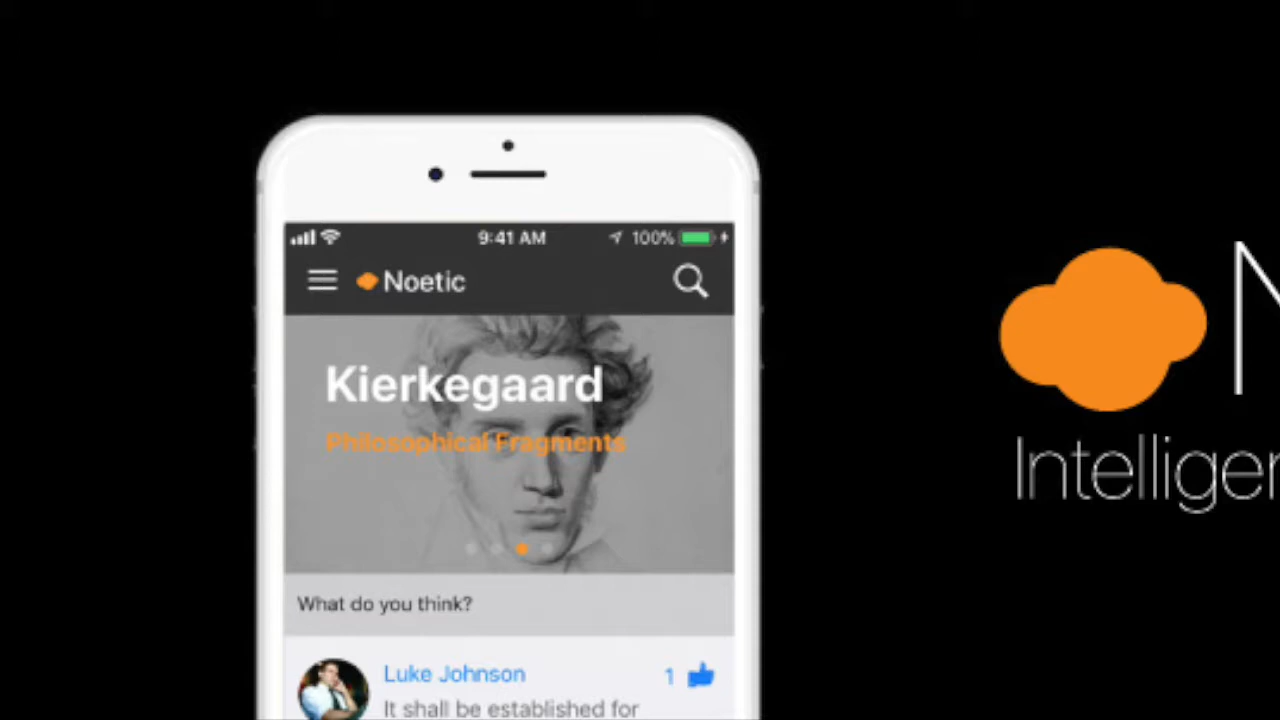 9:41 AM 100%
Noetic
Kierkegaard
Philosophical Fragments
What do you think?
Luke Johnson 1
It shall be established for
N
Intelligen